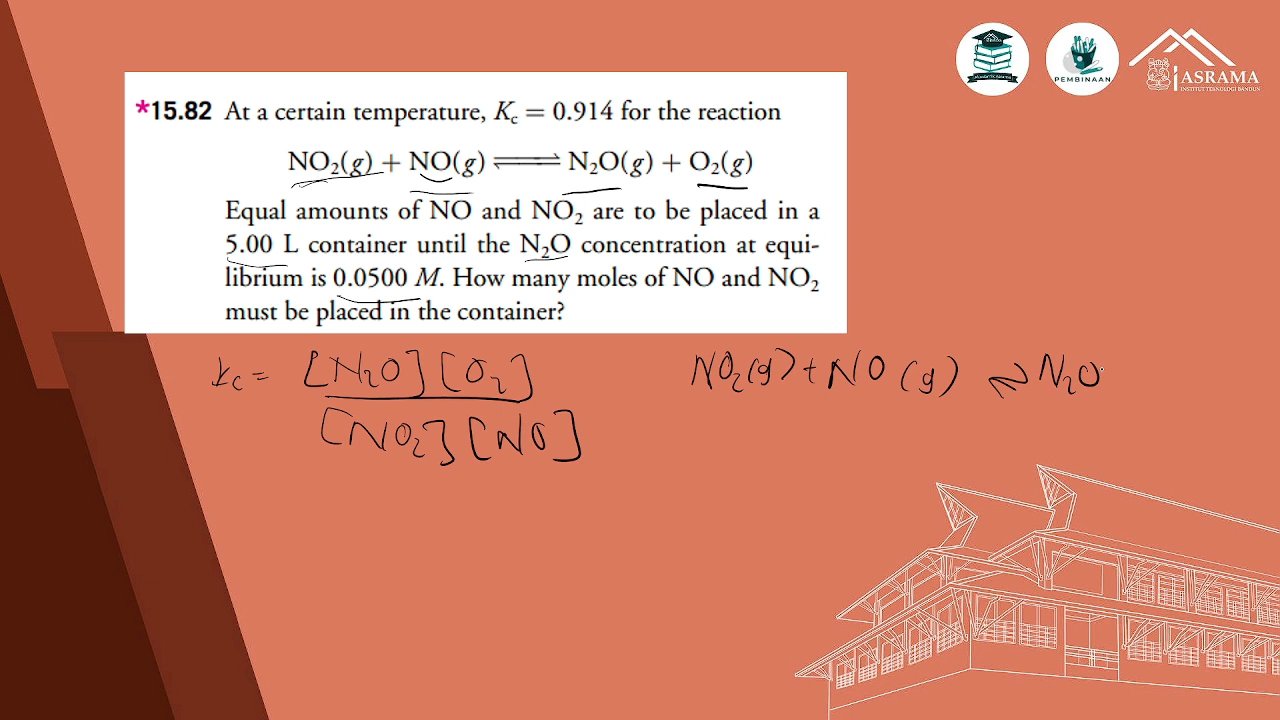 PEMBINAAN
ASRAMA
INSTITUT TEKNOLOGI BANDUNG
*15.82 At a certain temperature, Kc = 0.914 for the reaction
NO₂(g) + NO(g) ⇌ N₂O(g) + O₂(g)
Equal amounts of NO and NO₂ are to be placed in a
5.00 L container until the N₂O concentration at equi-
librium is 0.0500 M. How many moles of NO and NO₂
must be placed in the container?
Kc = [N₂O][O₂]
[NO₂][NO]
NO₂(g) + NO(g) ⇌ N₂O